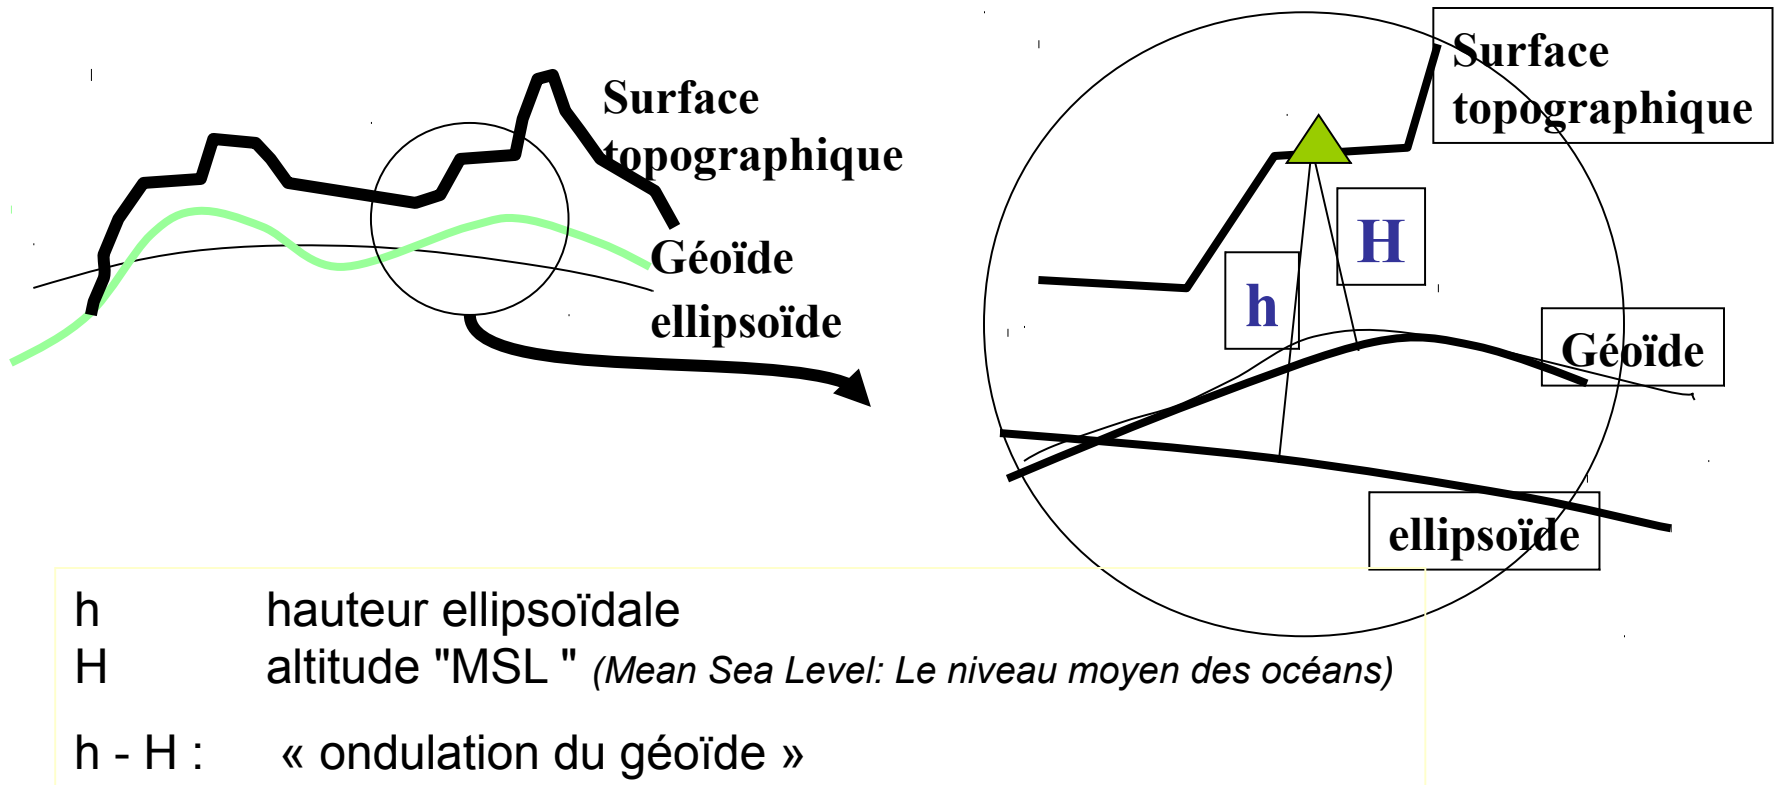 Surface
topographique
Géoïde
ellipsoïde
Surface
topographique
H
h
Géoïde
ellipsoïde
h hauteur ellipsoïdale
H altitude "MSL " (Mean Sea Level: Le niveau moyen des océans)
h - H : « ondulation du géoïde »